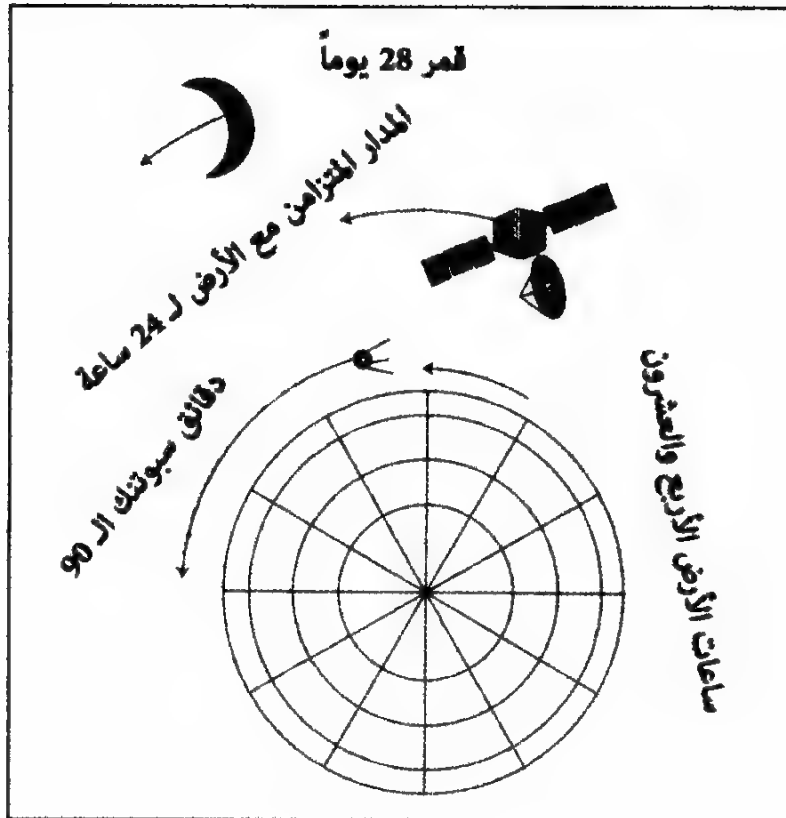 قمر 28 يوماً
المدار المتزامن مع الأرض لـ 24 ساعة
دقائق سبوتنك الـ 90
ساعات الأرض الأربع والعشرون